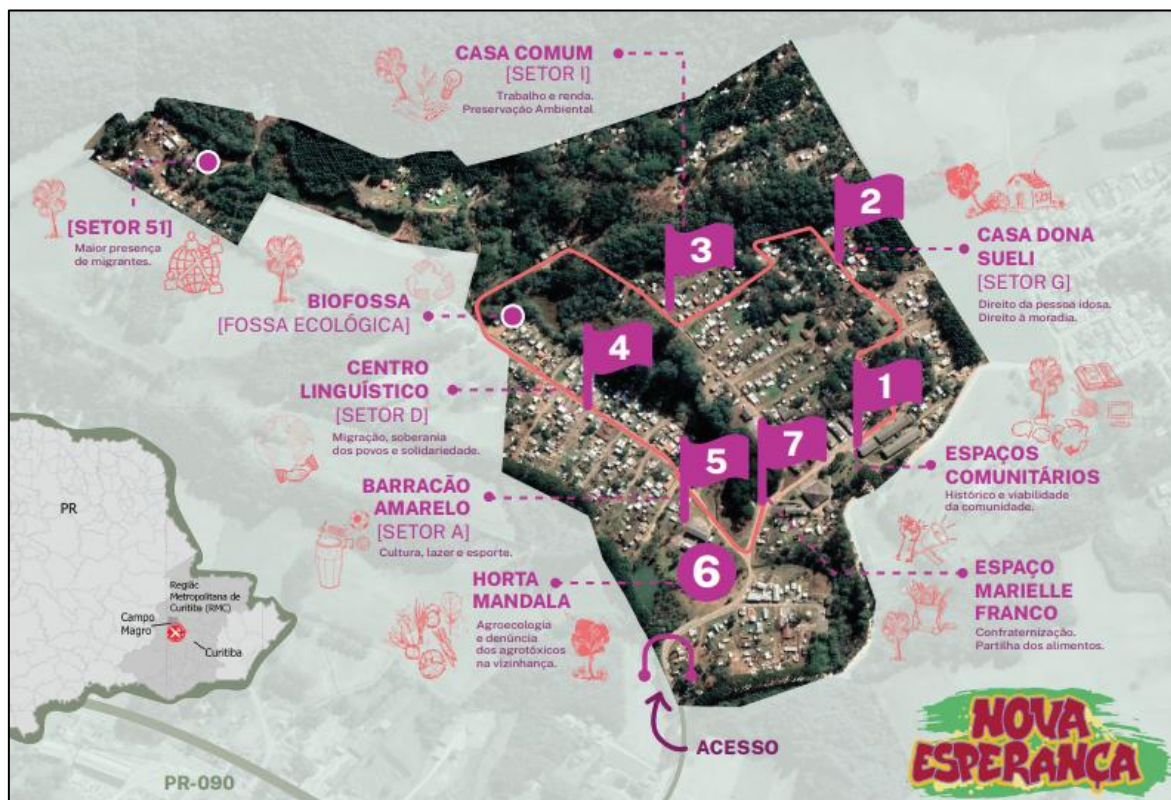 CASA COMUM
[SETOR I]
Trabalho e renda.
Preservação Ambiental
2
3
[SETOR 51]
Maior presença
de migrantes.
CASA DONA
SUELI
[SETOR G]
Direito da pessoa idosa.
Direito à moradia.
BIOFOSSA
[FOSSA ECOLÓGICA]
4
1
CENTRO
LINGUÍSTICO
[SETOR D]
Migração, soberania
dos povos e solidariedade.
5
7
ESPAÇOS
COMUNITÁRIOS
Histórico e viabilidade
da comunidade.
BARRACÃO
AMARELO
[SETOR A]
Cultura, lazer e esporte.
6
HORTA
MANDALA
Agroecologia
e denúncia
dos agrotóxicos
na vizinhança.
ESPAÇO
MARIELLE
FRANCO
Confraternização.
Partilha dos alimentos.
PR
Região
Metropolitana de
Curitiba (RMC)
Campo
Magro
Curitiba
ACESSO
PR-090
NOVA
ESPERANÇA